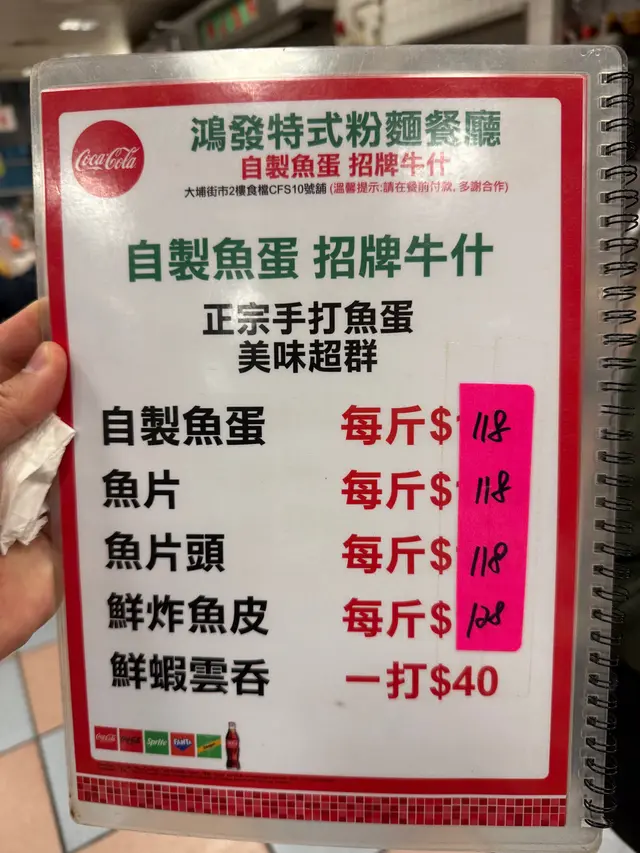 Coca-Cola
鴻發特式粉麵餐廳
自製魚蛋 招牌牛什
大埔街市2樓食檔CFS10號舖 (溫馨提示:請在餐前付款, 多謝合作)
自製魚蛋 招牌牛什
正宗手打魚蛋
美味超群
自製魚蛋 每斤$ 118
魚片 每斤$ 118
魚片頭 每斤$ 118
鮮炸魚皮 每斤$ 128
鮮蝦雲吞 一打$40
Coca-Cola Sprite Fanta